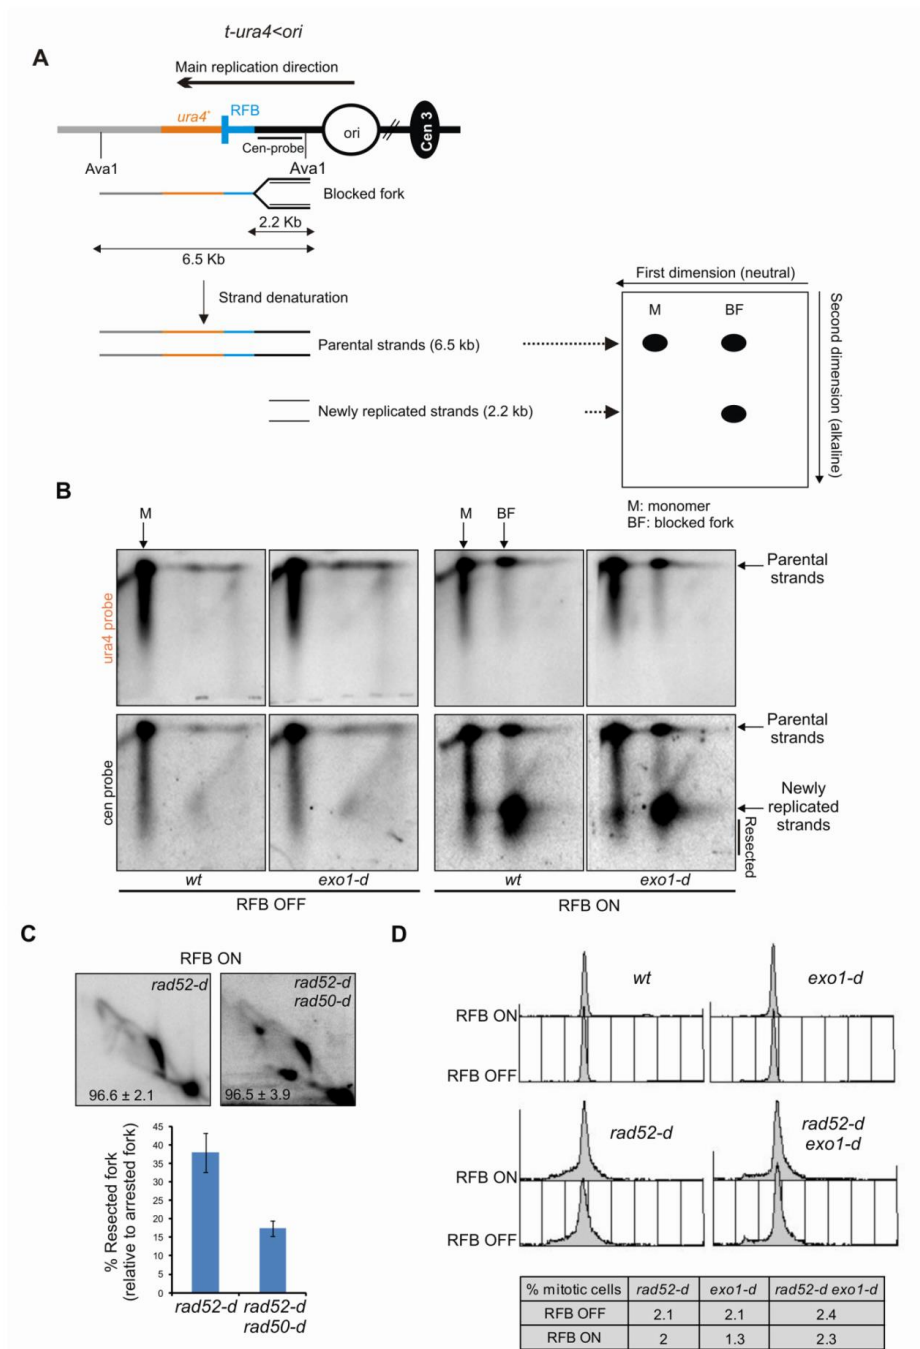 t-ura4<ori
A
Main replication direction
ura4+
RFB
ori
Cen 3
Cen-probe
Ava1
Ava1
Blocked fork
2.2 Kb
6.5 Kb
Strand denaturation
Parental strands (6.5 kb)
Newly replicated strands (2.2 kb)
First dimension (neutral)
M
BF
Second dimension (alkaline)
M: monomer
BF: blocked fork
B
M
M
BF
ura4 probe
Parental
strands
cen probe
Parental
strands
Newly
replicated
strands
Resected
wt
exo1-d
wt
exo1-d
RFB OFF
RFB ON
C
RFB ON
rad52-d
96.6 ± 2.1
rad52-d
rad50-d
96.5 ± 3.9
% Resected fork
(relative to arrested fork)
45
40
35
30
25
20
15
10
5
0
rad52-d
rad52-d
rad50-d
D
wt
exo1-d
RFB ON
RFB OFF
rad52-d
rad52-d
exo1-d
RFB ON
RFB OFF
% mitotic cells rad52-d exo1-d rad52-d exo1-d
RFB OFF 2.1 2.1 2.4
RFB ON 2 1.3 2.3